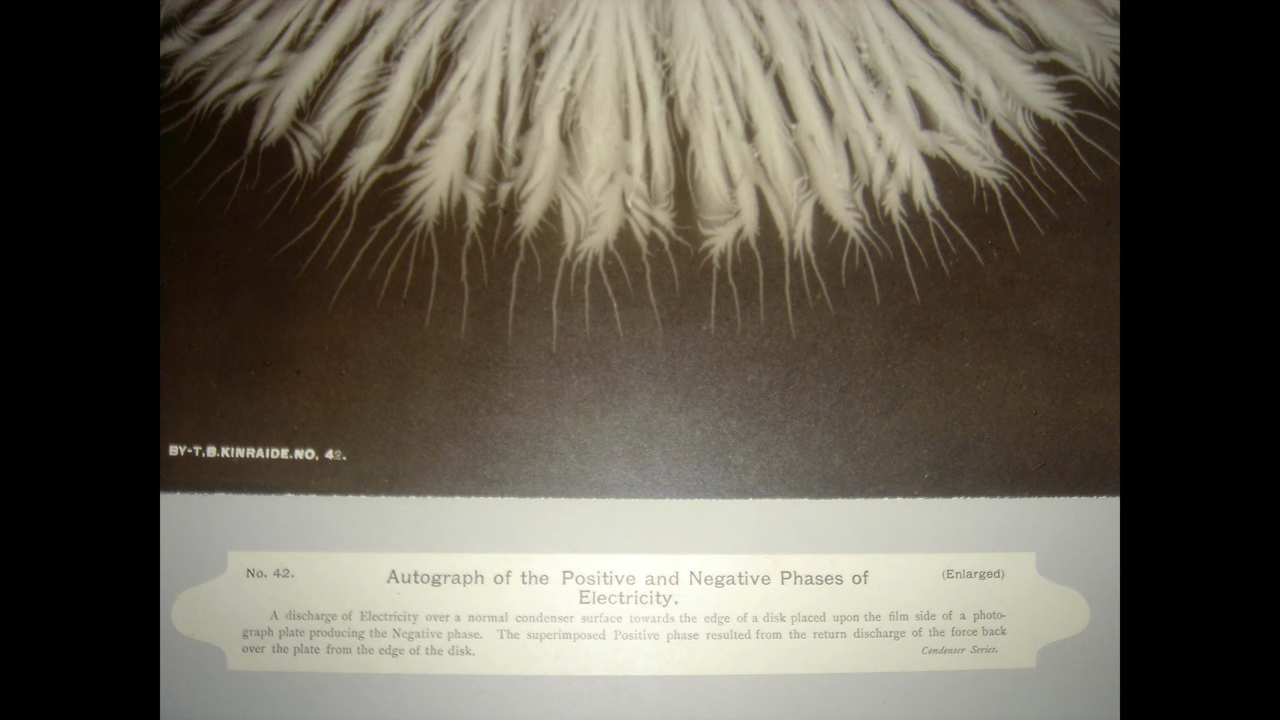 BY-T.B.KINRAIDE.NO. 42.
No. 42.
Autograph of the Positive and Negative Phases of
Electricity.
(Enlarged)
A discharge of Electricity over a normal condenser surface towards the edge of a disk placed upon the film side of a photo-
graph plate producing the Negative phase. The superimposed Positive phase resulted from the return discharge of the force back
over the plate from the edge of the disk.
Condenser Series.